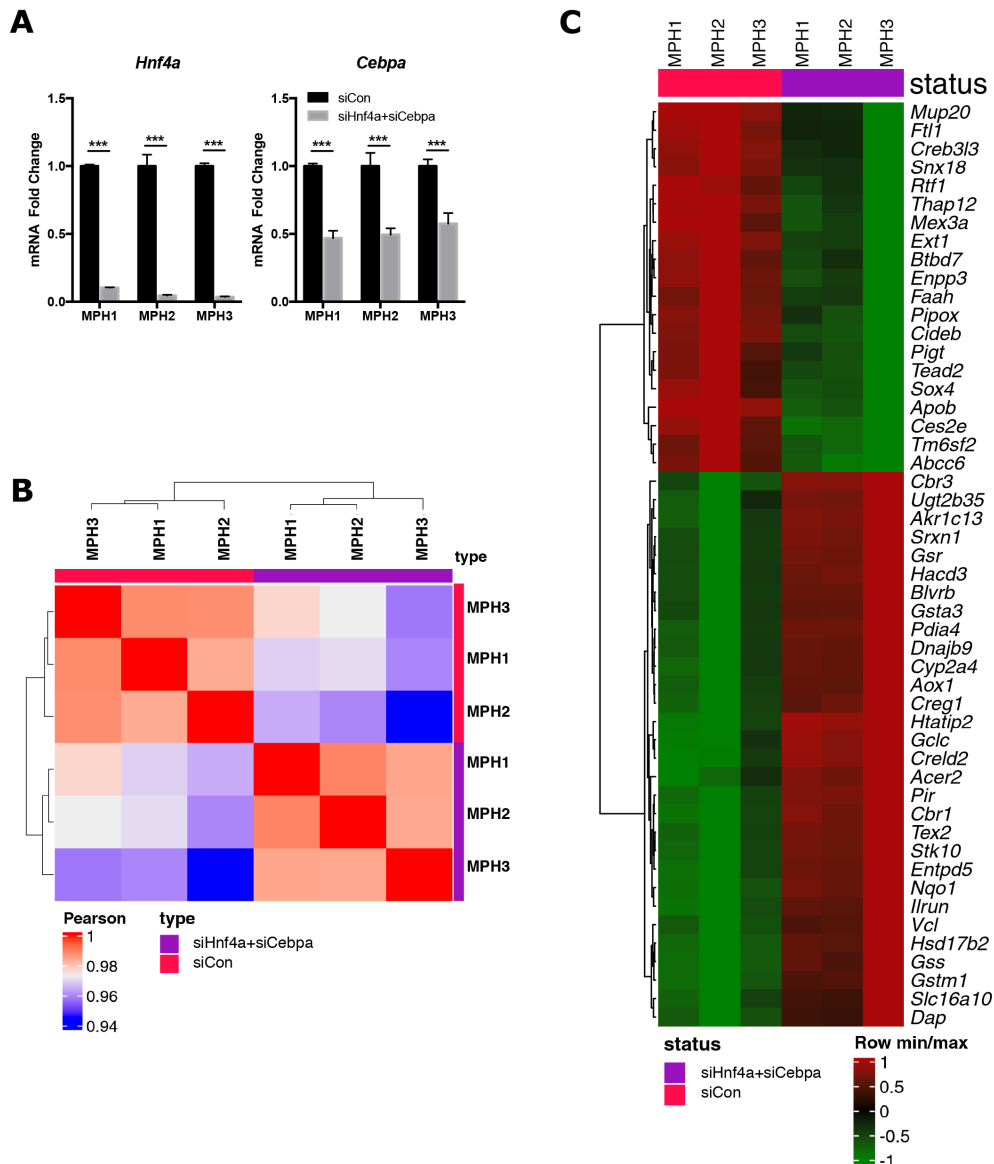 A
Hnf4a
Cebpa
mRNA Fold Change
1.5
1.0
0.5
0.0
***
***
***
MPH1
MPH2
MPH3
mRNA Fold Change
1.5
1.0
0.5
0.0
siCon
siHnf4a+siCebpa
***
***
***
MPH1
MPH2
MPH3
B
MPH3
MPH1
MPH2
MPH1
MPH2
MPH3
type
MPH3
MPH1
MPH2
MPH1
MPH2
MPH3
Pearson
1
0.98
0.96
0.94
type
siHnf4a+siCebpa
siCon
C
MPH1
MPH2
MPH3
MPH1
MPH2
MPH3
status
Mup20
Ftl1
Creb3l3
Snx18
Rtf1
Thap12
Mex3a
Ext1
Btbd7
Enpp3
Faah
Pipox
Cideb
Pigt
Tead2
Sox4
Apob
Ces2e
Tm6sf2
Abcc6
Cbr3
Ugt2b35
Akr1c13
Srxn1
Gsr
Hacd3
Blvrb
Gsta3
Pdia4
Dnajb9
Cyp2a4
Aox1
Creg1
Htatip2
Gclc
Creld2
Acer2
Pir
Cbr1
Tex2
Stk10
Entpd5
Nqo1
Ilrun
Vcl
Hsd17b2
Gss
Gstm1
Slc16a10
Dap
status
siHnf4a+siCebpa
siCon
Row min/max
1
0.5
0
-0.5
-1